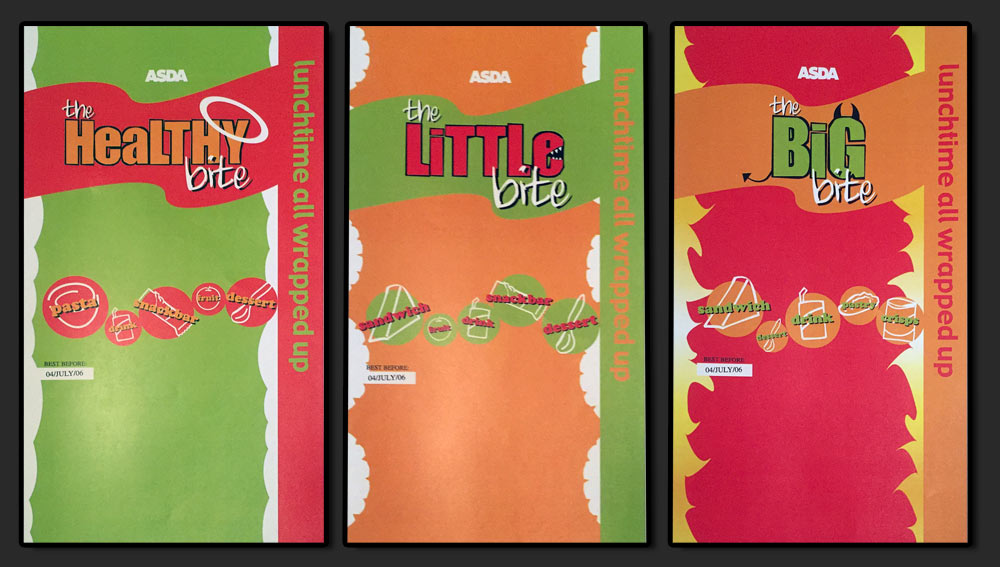 ASDA
the
HeaLTHY
bite
pasta
drink
snackbar
fruit
dessert
BEST BEFORE:
04/JULY/06
lunchtime all wrapped up
ASDA
the
LiTTLe
bite
sandwich
fruit
drink
snackbar
dessert
BEST BEFORE:
04/JULY/06
lunchtime all wrapped up
ASDA
the
BiG
bite
sandwich
dessert
drink
pastry
crisps
BEST BEFORE:
04/JULY/06
lunchtime all wrapped up